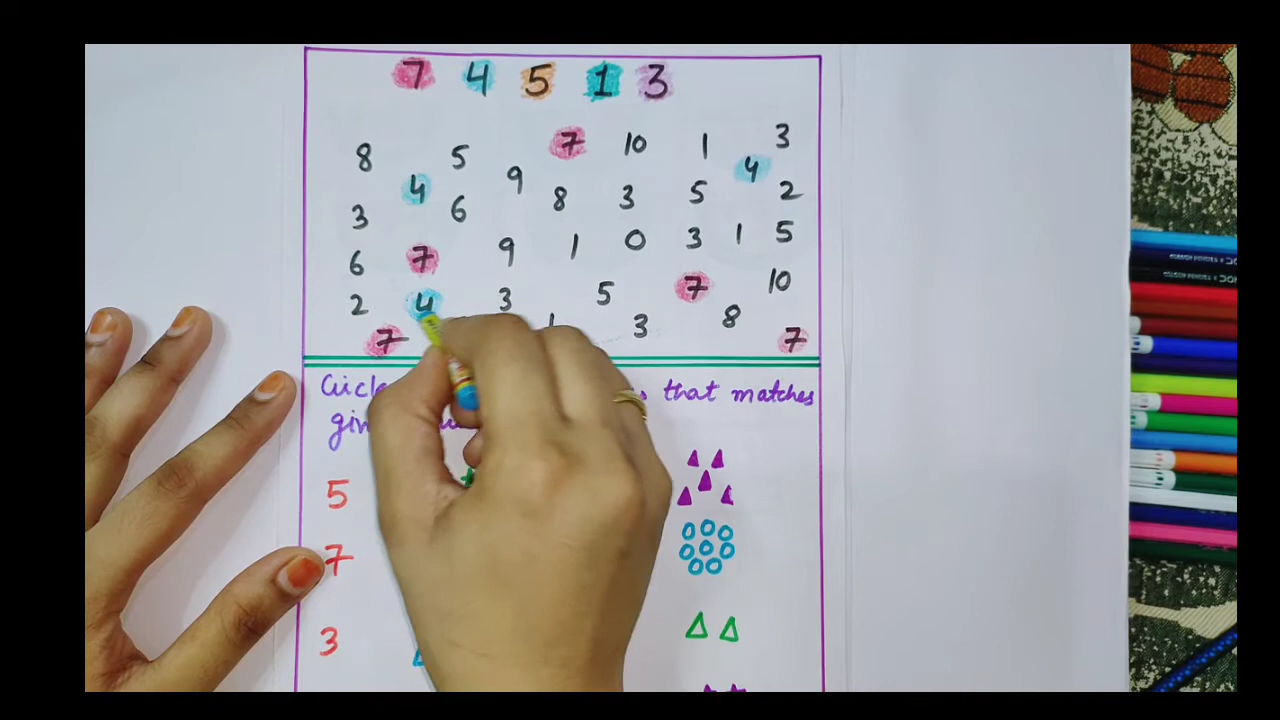 7 4 5 1 3
8 5 7 10 1 3
4 9 4
3 6 8 3 5 2
6 7 9 1 0 3 1 5
2 4 3 5 7 10
7 3 8 7
that matches
5
7
3